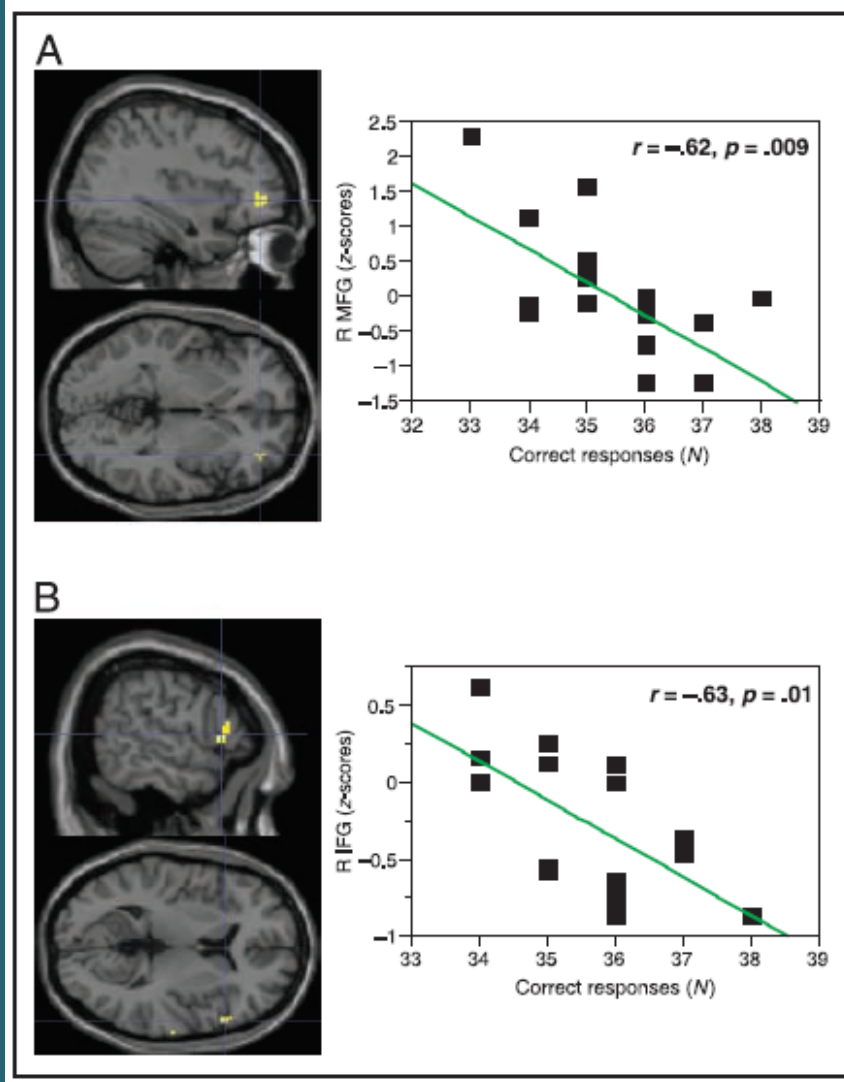 A
r = –.62, p = .009
R MFG (z-scores)
2.5
2
1.5
1
0.5
0
–0.5
–1
–1.5
32 33 34 35 36 37 38 39
Correct responses (N)
B
r = –.63, p = .01
R IFG (z-scores)
0.5
0
–0.5
–1
33 34 35 36 37 38 39
Correct responses (N)